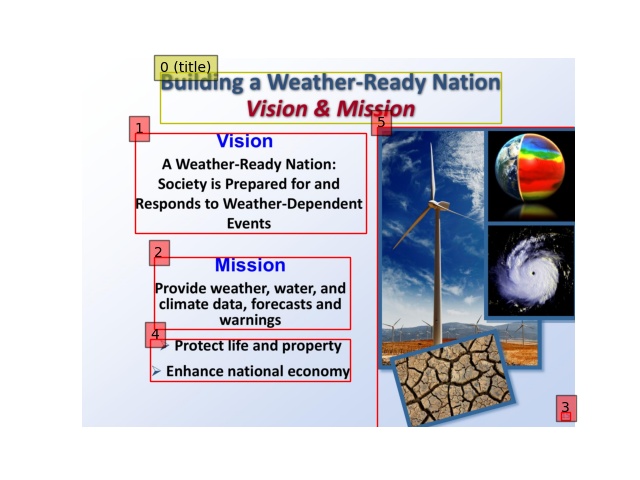 0 (title)
Building a Weather-Ready Nation
Vision & Mission
5
1
Vision
A Weather-Ready Nation:
Society is Prepared for and
Responds to Weather-Dependent
Events
2
Mission
Provide weather, water, and
climate data, forecasts and
warnings
4
➢ Protect life and property
➢ Enhance national economy
3